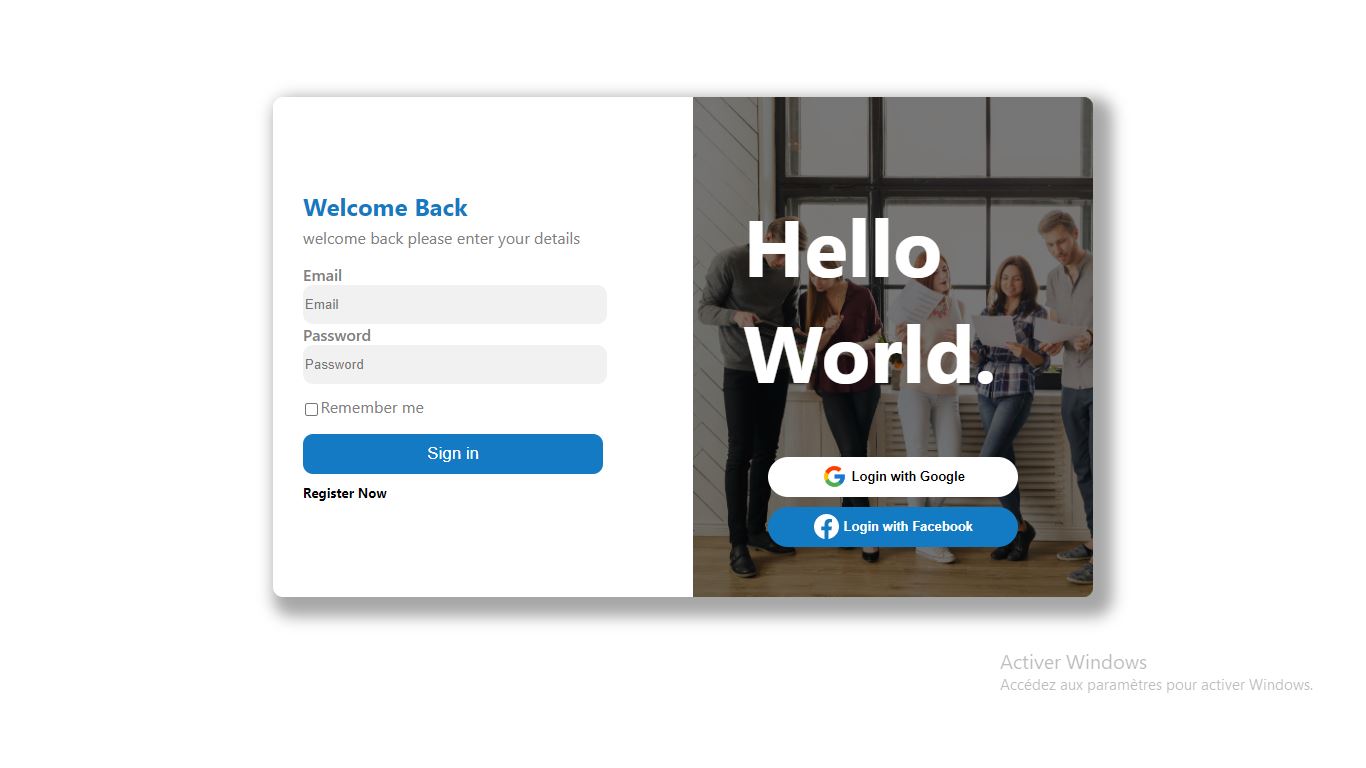 Welcome Back
welcome back please enter your details
Email
Email
Password
Password
Remember me
Sign in
Register Now
Hello
World.
Login with Google
Login with Facebook
Activer Windows
Accédez aux paramètres pour activer Windows.